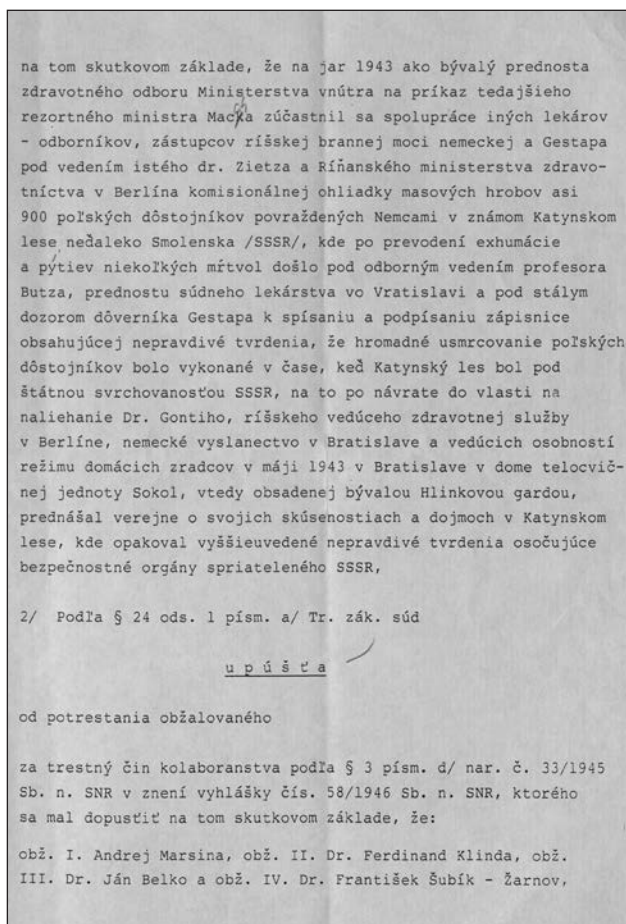 na tom skutkovom základe, že na jar 1943 ako bývalý prednosta
zdravotného odboru Ministerstva vnútra na príkaz tedajšieho
rezortného ministra Macha zúčastnil sa spolupráce iných lekárov
- odborníkov, zástupcov ríšskej brannej moci nemeckej a Gestapa
pod vedením istého dr. Zietza a Ríňanského ministerstva zdravo-
tníctva v Berlína komisionálnej ohliadky masových hrobov asi
900 poľských dôstojníkov povraždených Nemcami v známom Katynskom
lese neďaleko Smolenska /SSSR/, kde po prevodení exhumácie
a pytiev niekoľkých mŕtvol došlo pod odborným vedením profesora
Butza, prednostu súdneho lekárstva vo Vratislavi a pod stálym
dozorom dôverníka Gestapa k spísaniu a podpísaniu zápisnice
obsahujúcej nepravdivé tvrdenia, že hromadné usmrcovanie poľských
dôstojníkov bolo vykonané v čase, keď Katynský les bol pod
štátnou svrchovanosťou SSSR, na to po návrate do vlasti na
naliehanie Dr. Gontiho, ríšskeho vedúceho zdravotnej služby
v Berlíne, nemecké vyslanectvo v Bratislave a vedúcich osobností
režimu domácich zradcov v máji 1943 v Bratislave v dome telocvič-
nej jednoty Sokol, vtedy obsadenej bývalou Hlinkovou gardou,
prednášal verejne o svojich skúsenostiach a dojmoch v Katynskom
lese, kde opakoval vyššieuvedené nepravdivé tvrdenia osočujúce
bezpečnostné orgány spriateleného SSSR,
2/ Podľa § 24 ods. 1 písm. a/ Tr. zák. súd
u p ú š ť a
od potrestania obžalovaného
za trestný čin kolaboranstva podľa § 3 písm. d/ nar. č. 33/1945
Sb. n. SNR v znení vyhlášky čís. 58/1946 Sb. n. SNR, ktorého
sa mal dopustiť na tom skutkovom základe, že:
obž. I. Andrej Marsina, obž. II. Dr. Ferdinand Klinda, obž.
III. Dr. Ján Belko a obž. IV. Dr. František Šubík - Žarnov,